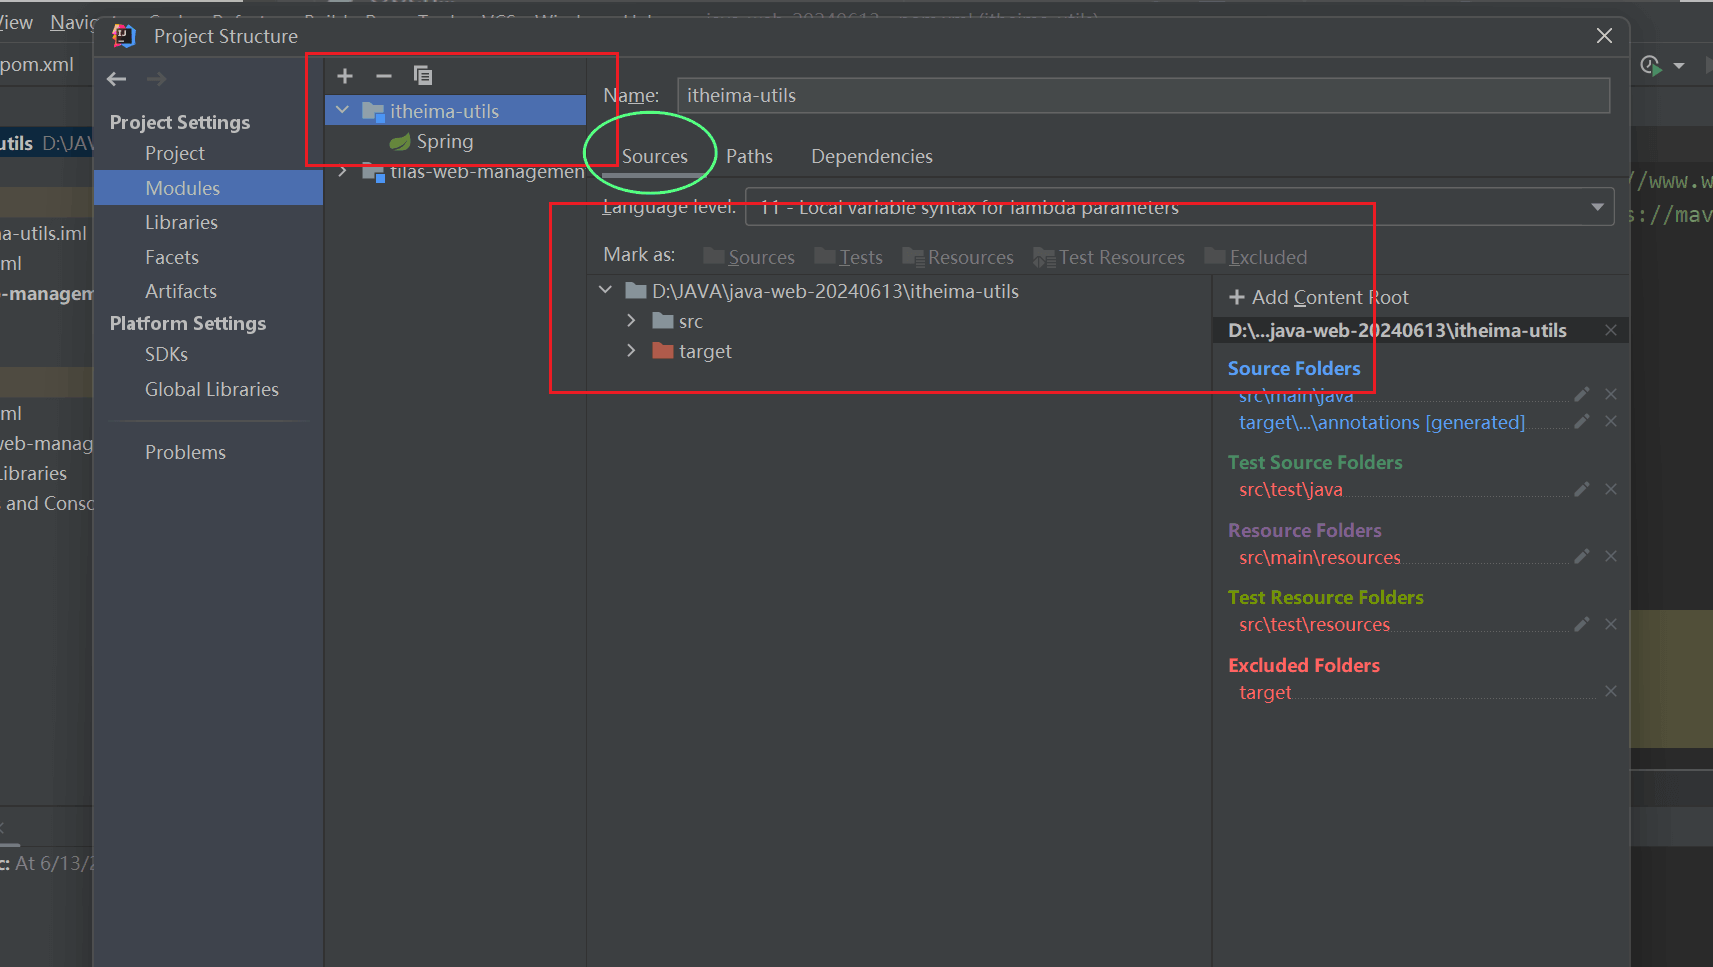 View Navig
Project Structure
pom.xml
Name: itheima-utils
itheima-utils
Spring
tilas-web-managemen
Project Settings
Project
Modules
Libraries
Facets
Artifacts
Platform Settings
SDKs
Global Libraries
Problems
Sources Paths Dependencies
Language level: 11 - Local variable syntax for lambda parameters
Mark as: Sources Tests Resources Test Resources Excluded
D:\JAVA\java-web-20240613\itheima-utils
src
target
Add Content Root
D:\...java-web-20240613\itheima-utils
Source Folders
src\main\java
target\...\annotations [generated]
Test Source Folders
src\test\java
Resource Folders
src\main\resources
Test Resource Folders
src\test\resources
Excluded Folders
target
utils D:\JAV
a-utils.iml
ml
-managem
ml
web-manag
Libraries
s and Consc
c: At 6/13/2
//www.w
s://mav